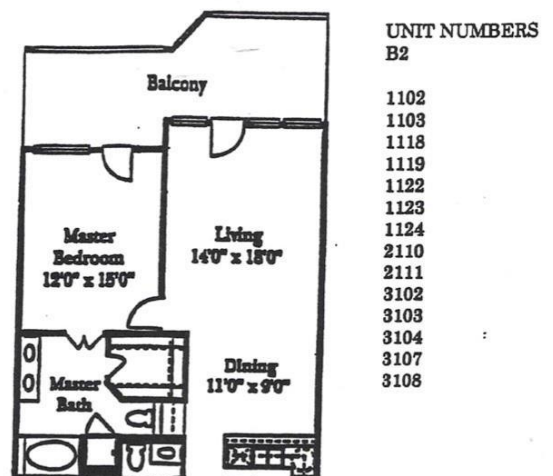 UNIT NUMBERS
B2
1102
1103
1118
1119
1122
1123
1124
2110
2111
3102
3103
3104
3107
3108
Balcony
Master
Bedroom
12'0" x 15'0"
Living
14'0" x 18'0"
Dining
11'0" x 9'0"
Master
Bath